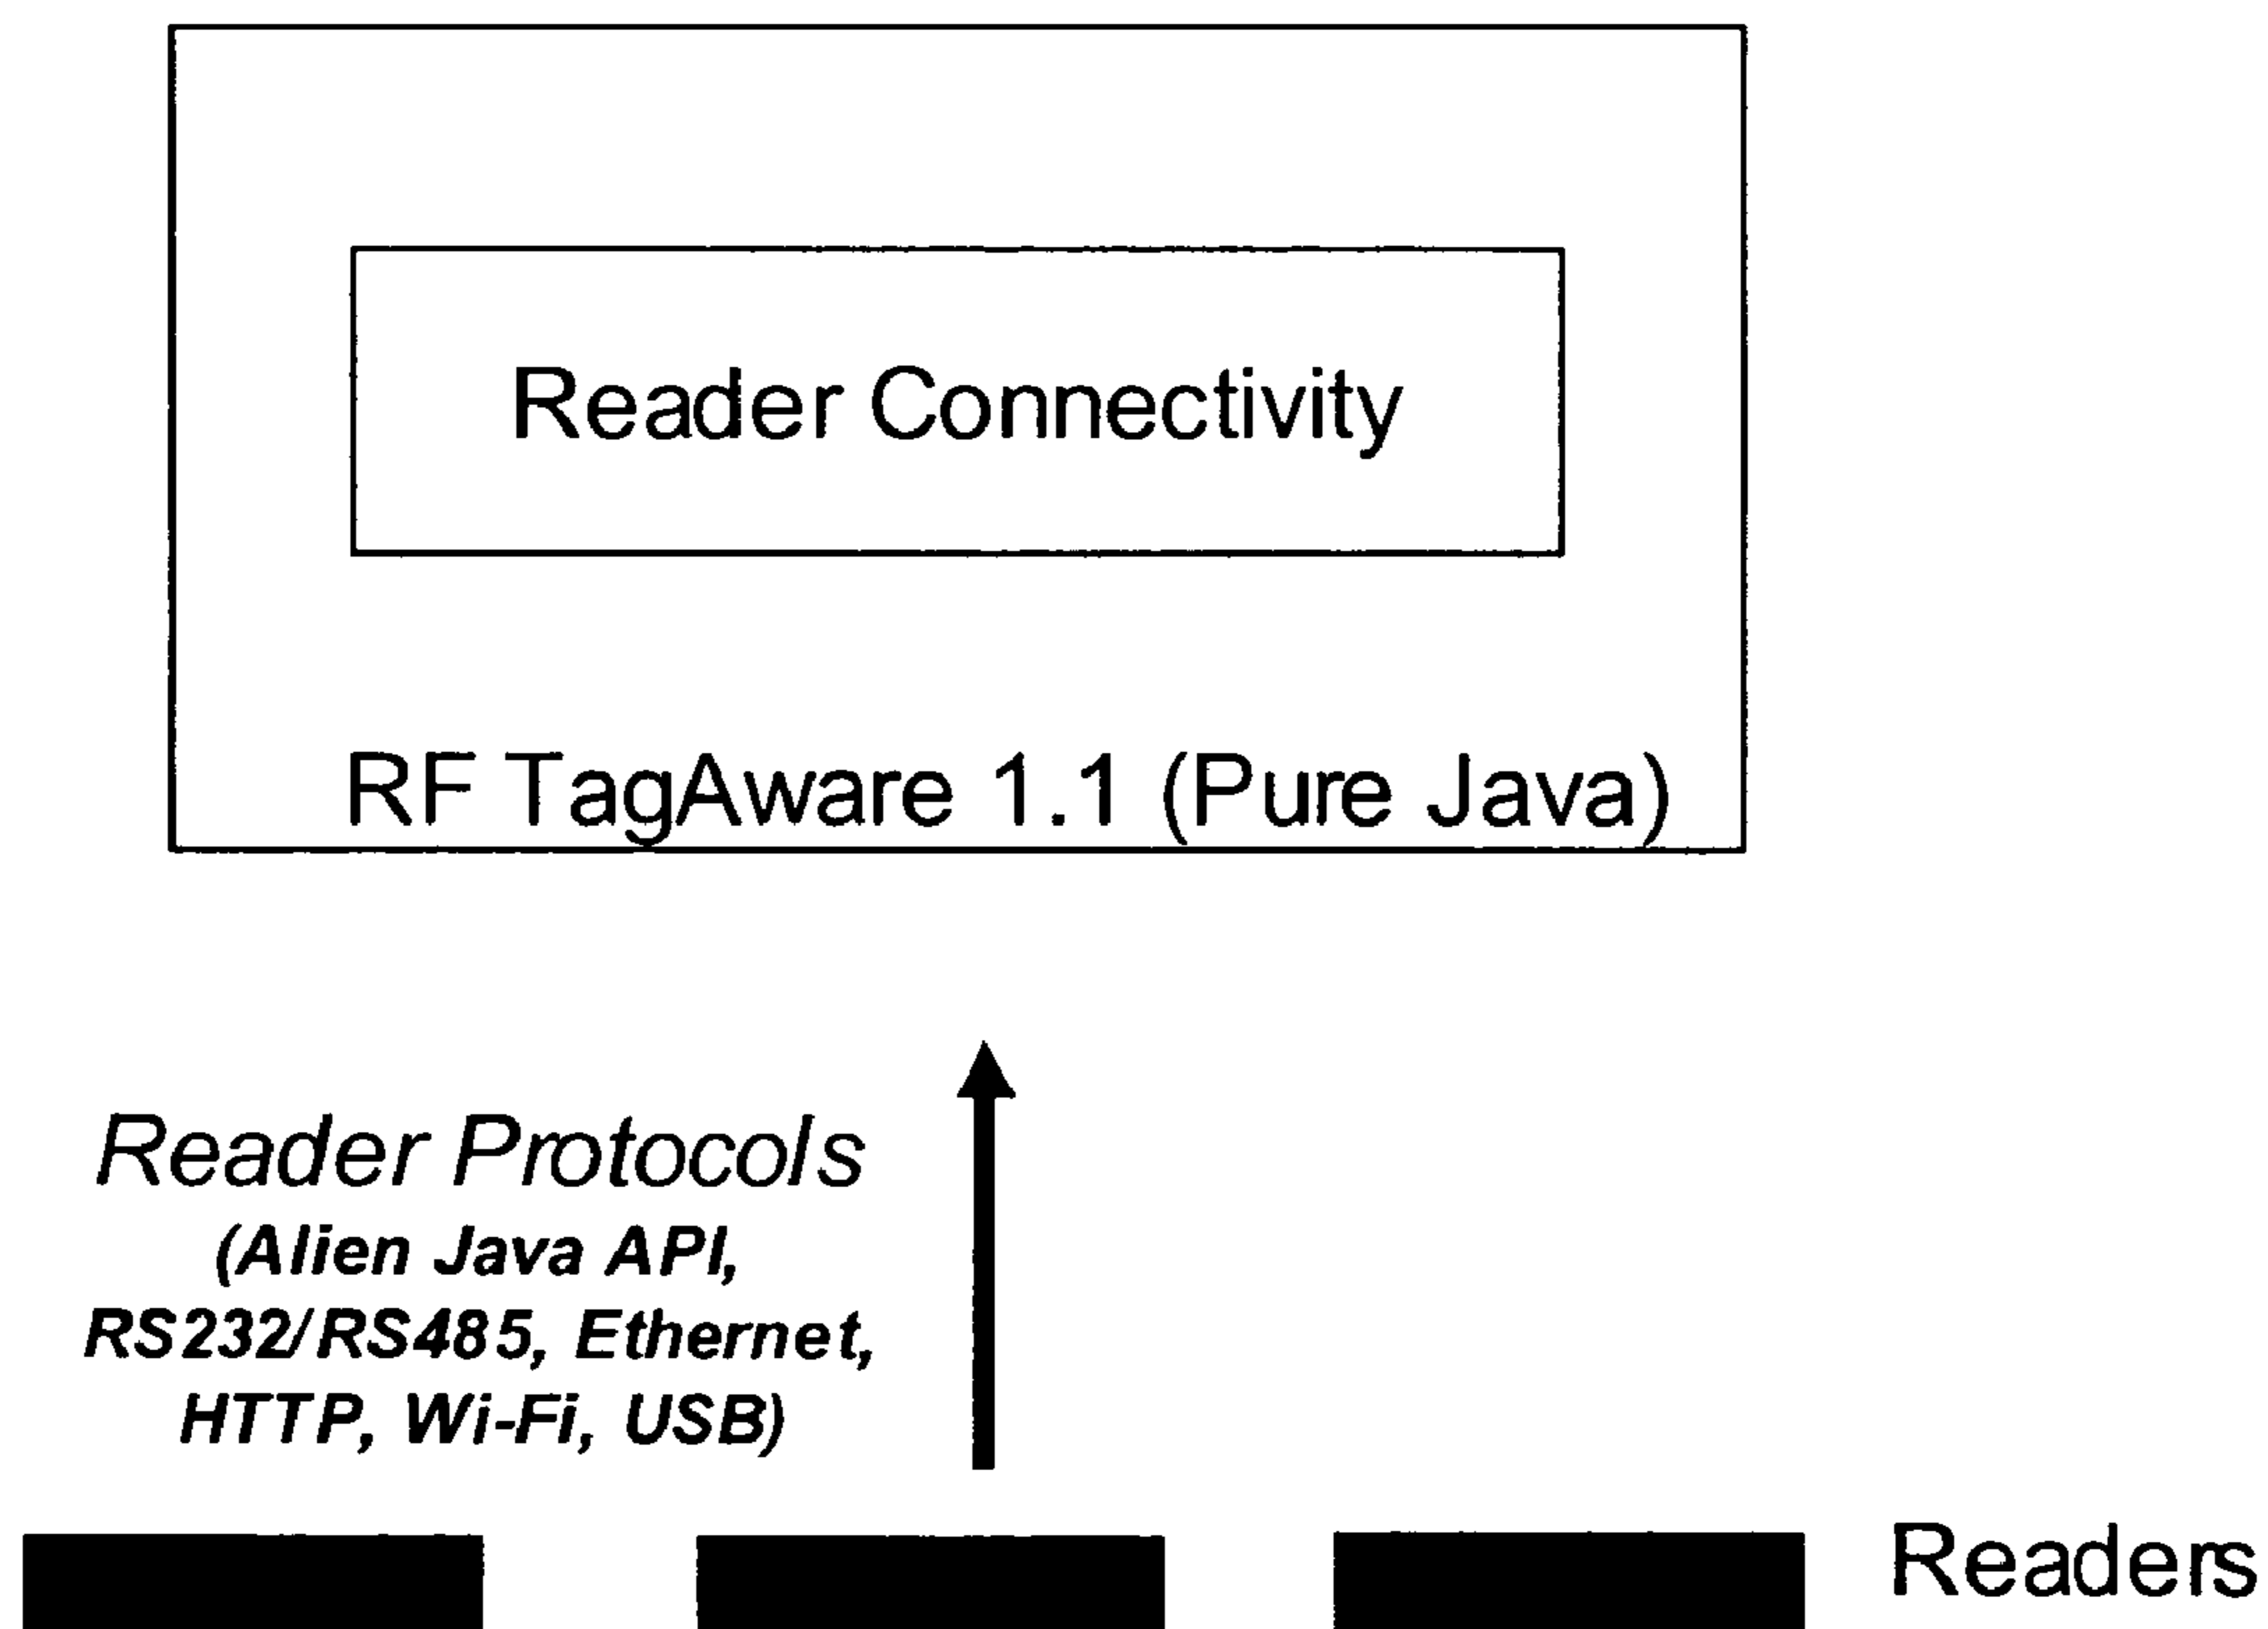 Reader Connectivity
RF TagAware 1.1 (Pure Java)
Reader Protocols
(Alien Java API,
RS232/RS485, Ethernet,
HTTP, Wi-Fi, USB)
Readers